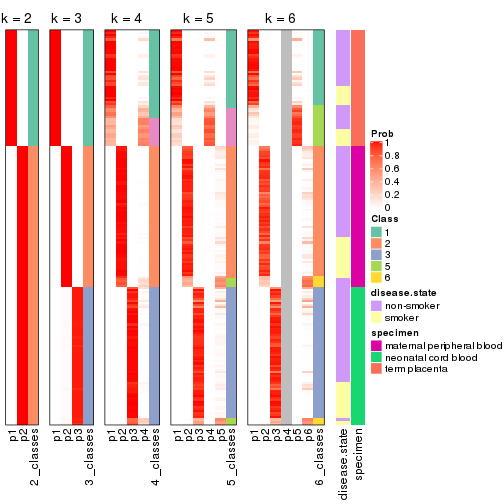 k = 2
k = 3
k = 4
k = 5
k = 6
Prob
1
0.8
0.6
0.4
0.2
0
Class
1
2
3
5
6
disease.state
non-smoker
smoker
specimen
maternal peripheral blood
neonatal cord blood
term placenta
p1
p2
2_classes
p1
p2
p3
3_classes
p1
p2
p3
p4
4_classes
p1
p2
p3
p4
p5
5_classes
p1
p2
p3
p4
p5
p6
6_classes
disease.state
specimen